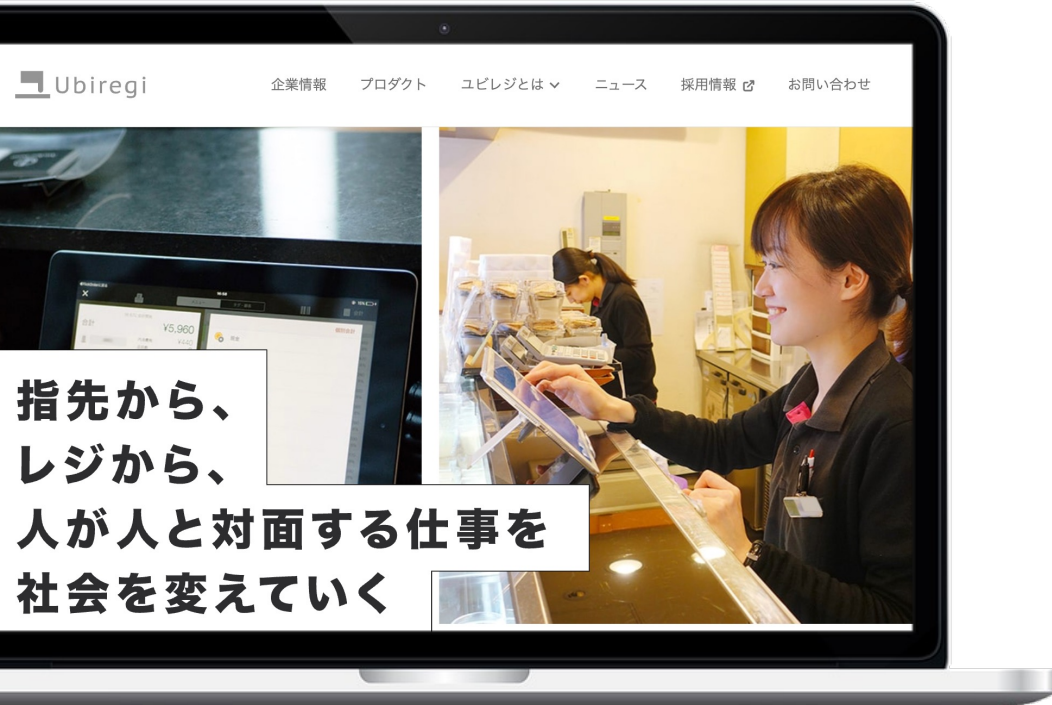 Ubiregi
企業情報
プロダクト
ユビレジとは
ニュース
採用情報
お問い合わせ
合計
¥5,960
指先から、
レジから、
人が人と対面する仕事を
社会を変えていく